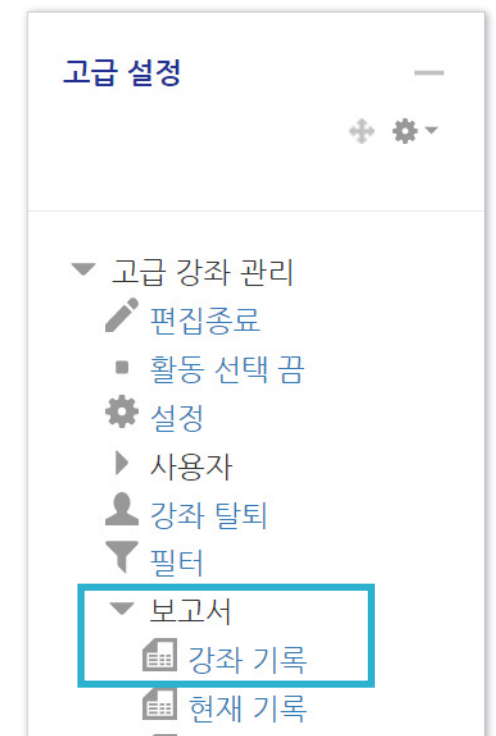 고급 설정
고급 강좌 관리
편집종료
활동 선택 끔
설정
사용자
강좌 탈퇴
필터
보고서
강좌 기록
현재 기록